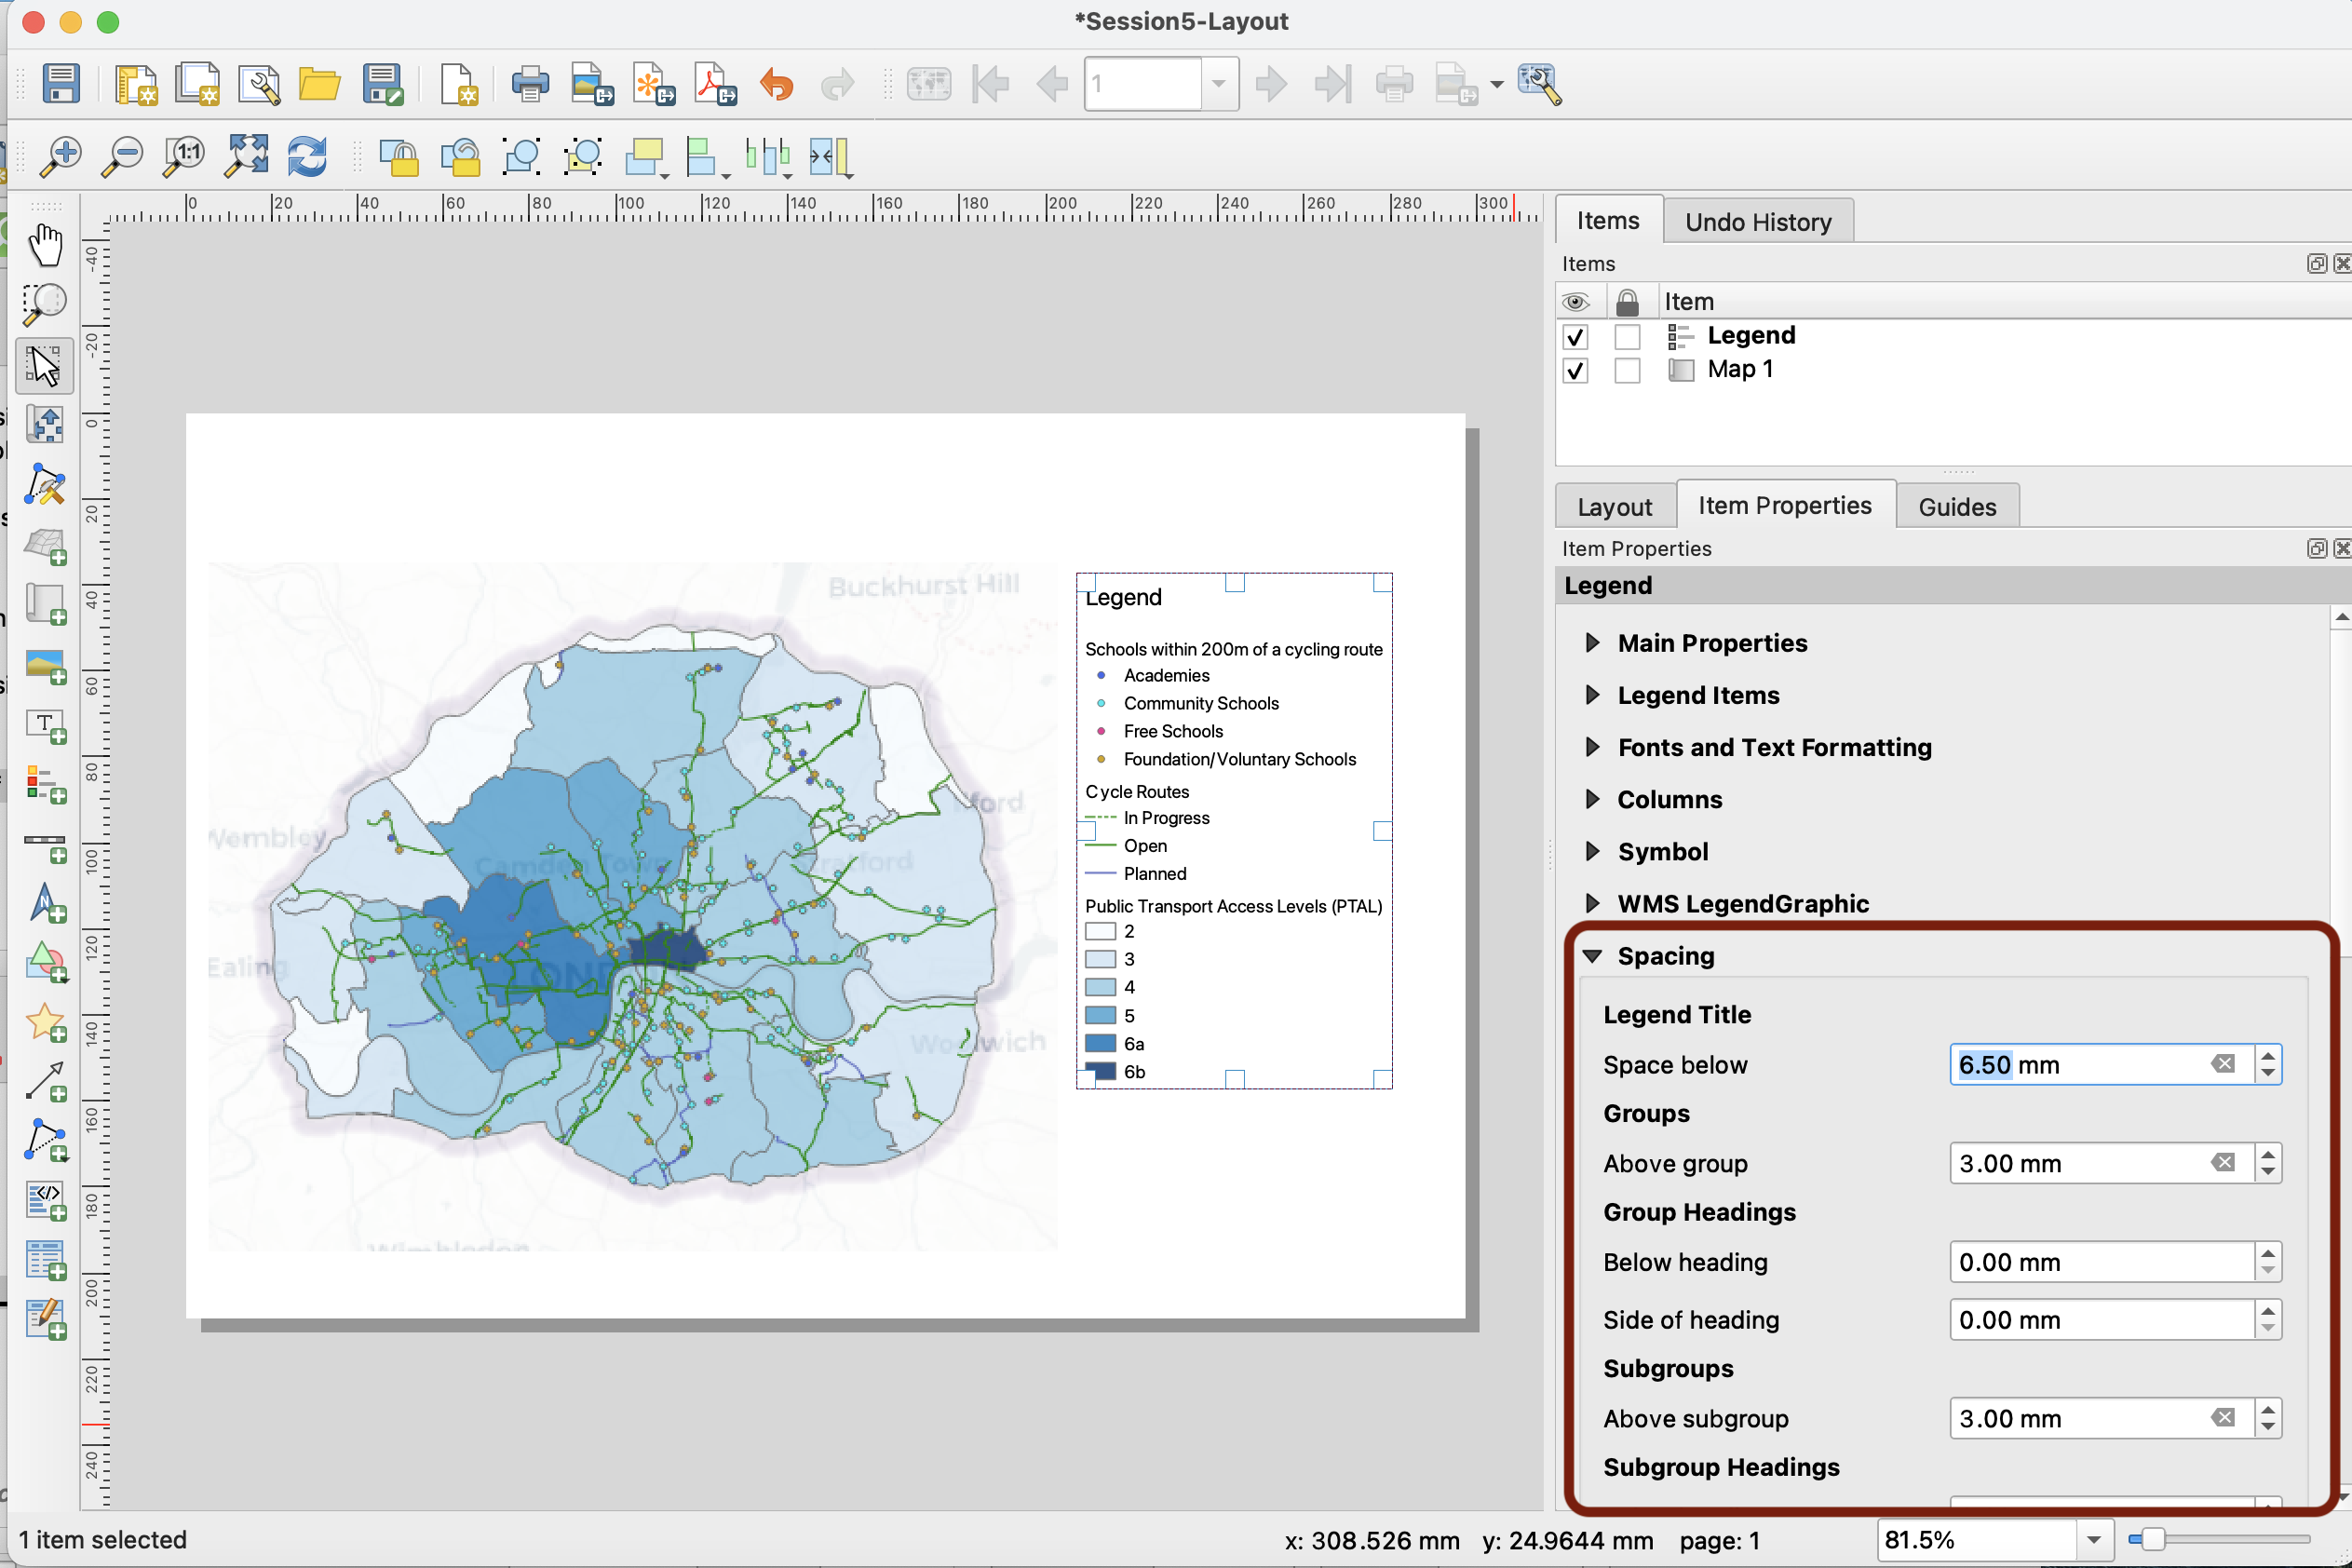 *Session5-Layout
1
1:1
0 20 40 60 80 100 120 140 160 180 200 220 240 260 280 300
-40
-20
0
20
40
60
80
100
120
140
160
180
200
220
240
Items
Undo History
Items
Item
Legend
Map 1
Layout
Item Properties
Guides
Item Properties
Legend
Main Properties
Legend Items
Fonts and Text Formatting
Columns
Symbol
WMS LegendGraphic
Spacing
Legend Title
Space below
6.50 mm
Groups
Above group
3.00 mm
Group Headings
Below heading
0.00 mm
Side of heading
0.00 mm
Subgroups
Above subgroup
3.00 mm
Subgroup Headings
Buckhurst Hill
Wembley
Camden Town
Stratford
Ealing
Woolwich
Legend
Schools within 200m of a cycling route
Academies
Community Schools
Free Schools
Foundation/Voluntary Schools
Cycle Routes
In Progress
Open
Planned
Public Transport Access Levels (PTAL)
2
3
4
5
6a
6b
1 item selected
x: 308.526 mm y: 24.9644 mm page: 1
81.5%